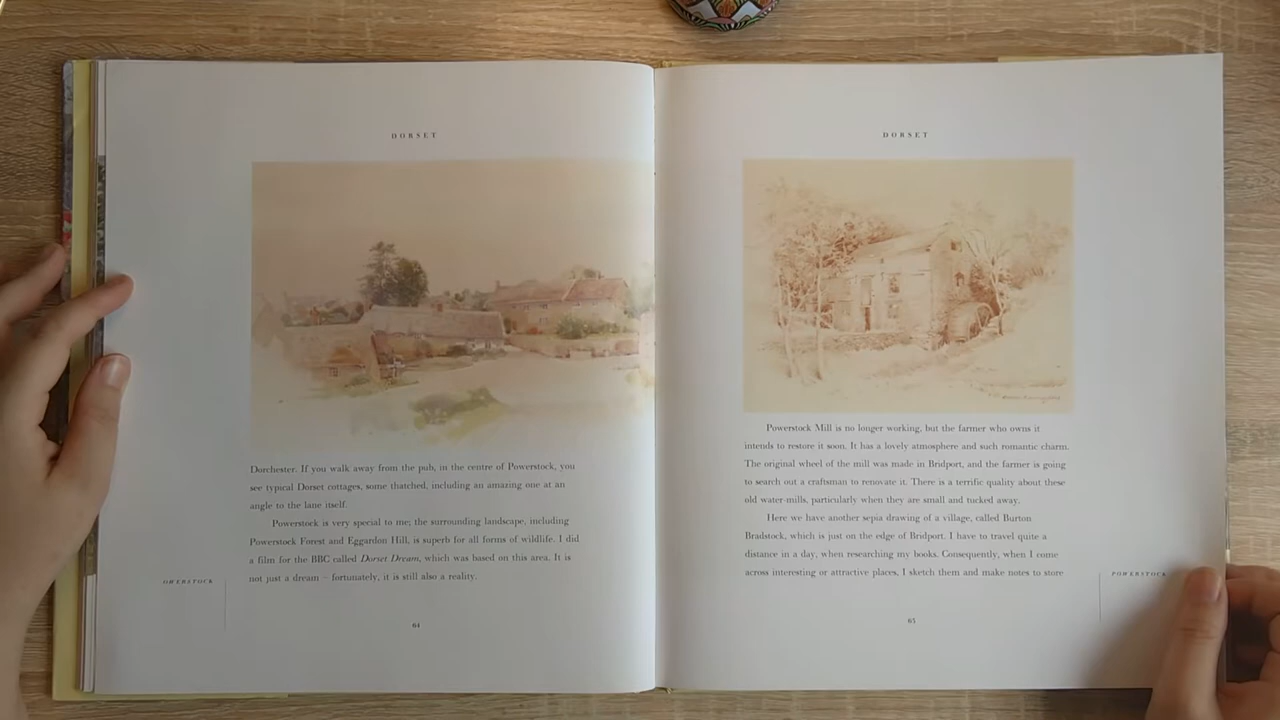 DORSET
Dorchester. If you walk away from the pub, in the centre of Powerstock, you
see typical Dorset cottages, some thatched, including an amazing one at an
angle to the lane itself.
Powerstock is very special to me; the surrounding landscape, including
Powerstock Forest and Eggardon Hill, is superb for all forms of wildlife. I did
a film for the BBC called Dorset Dream, which was based on this area. It is
not just a dream – fortunately, it is still also a reality.
OWERSTOCK
64
DORSET
Powerstock Mill is no longer working, but the farmer who owns it
intends to restore it soon. It has a lovely atmosphere and such romantic charm.
The original wheel of the mill was made in Bridport, and the farmer is going
to search out a craftsman to renovate it. There is a terrific quality about these
old water-mills, particularly when they are small and tucked away.
Here we have another sepia drawing of a village, called Burton
Bradstock, which is just on the edge of Bridport. I have to travel quite a
distance in a day, when researching my books. Consequently, when I come
across interesting or attractive places, I sketch them and make notes to store
POWERSTOCK
65